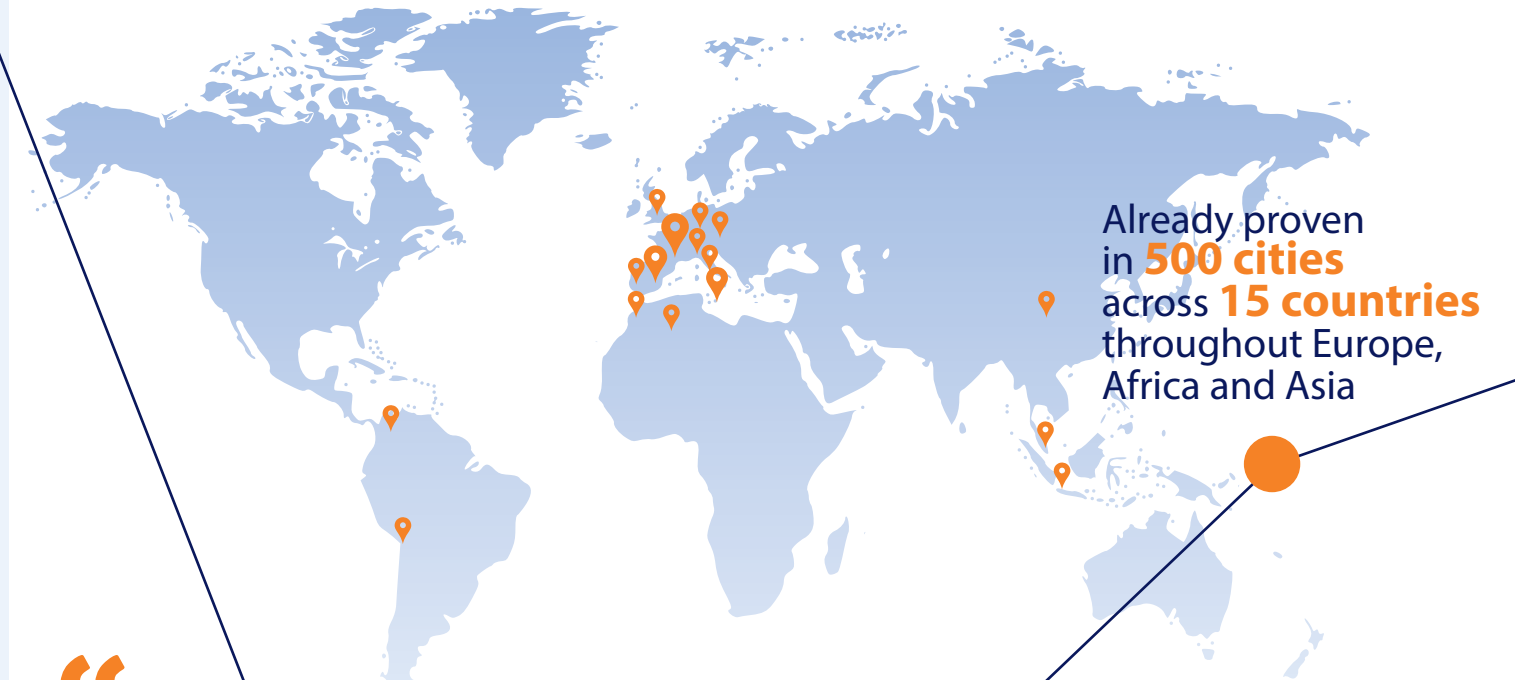 Already proven
in 500 cities
across 15 countries
throughout Europe,
Africa and Asia
“